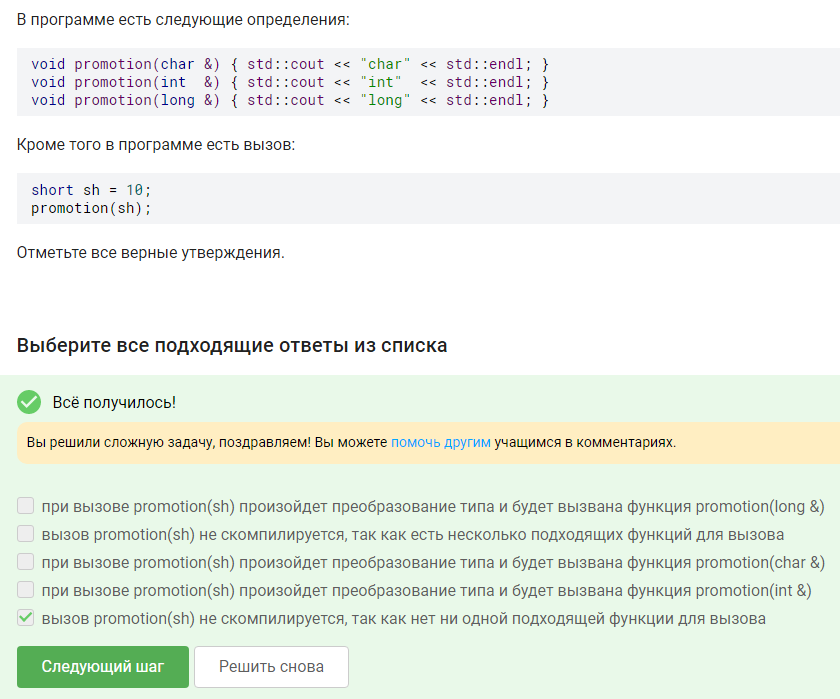 В программе есть следующие определения:
void promotion(char &) { std::cout << "char" << std::endl; }
void promotion(int  &) { std::cout << "int"  << std::endl; }
void promotion(long &) { std::cout << "long" << std::endl; }
Кроме того в программе есть вызов:
short sh = 10;
promotion(sh);
Отметьте все верные утверждения.
Выберите все подходящие ответы из списка
Всё получилось!
Вы решили сложную задачу, поздравляем! Вы можете помочь другим учащимся в комментариях.
при вызове promotion(sh) произойдет преобразование типа и будет вызвана функция promotion(long &)
вызов promotion(sh) не скомпилируется, так как есть несколько подходящих функций для вызова
при вызове promotion(sh) произойдет преобразование типа и будет вызвана функция promotion(char &)
при вызове promotion(sh) произойдет преобразование типа и будет вызвана функция promotion(int &)
вызов promotion(sh) не скомпилируется, так как нет ни одной подходящей функции для вызова
Следующий шаг
Решить снова